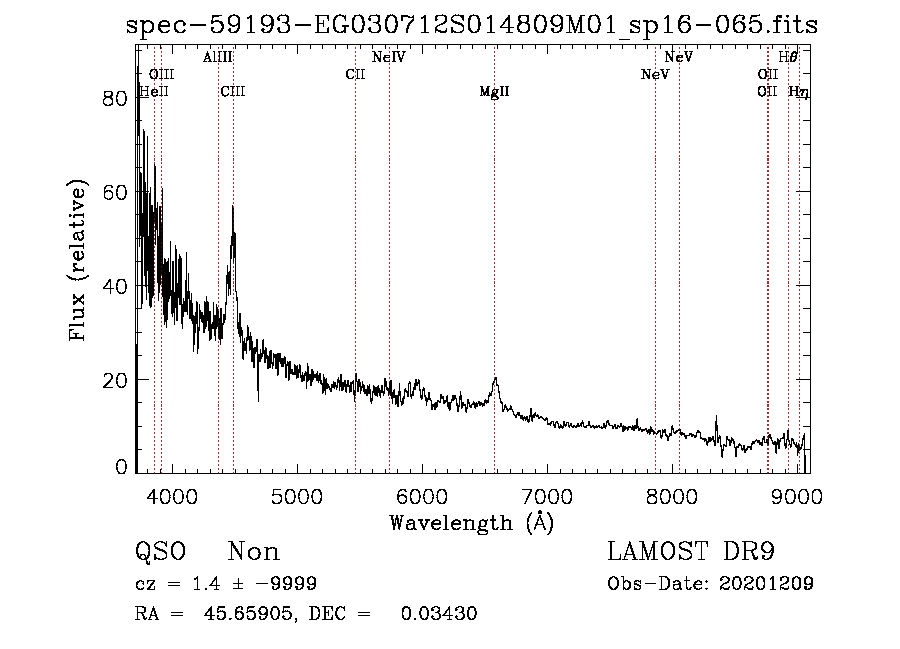 spec-59193-EG030712S014809M01_sp16-065.fits
AlIII NeIV NeV Hθ
OIII CII NeV OII
HeII CIII MgII OII Hη
80
60
40
20
0
Flux (relative)
4000 5000 6000 7000 8000 9000
Wavelength (Å)
QSO Non LAMOST DR9
cz = 1.4 ± -9999 Obs-Date: 20201209
RA = 45.65905, DEC = 0.03430